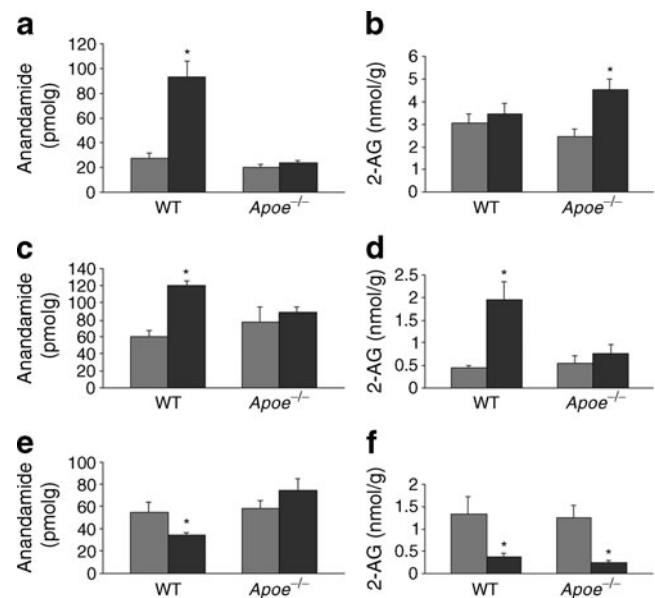 a
Anandamide
(pmolg)
120
100
80
60
40
20
0
*
WT
Apoe–/–
b
2-AG (nmol/g)
6
5
4
3
2
1
0
*
WT
Apoe–/–
c
Anandamide
(pmolg)
140
120
100
80
60
40
20
0
*
WT
Apoe–/–
d
2-AG (nmol/g)
2.5
2
1.5
1
0.5
0
*
WT
Apoe–/–
e
Anandamide
(pmolg)
100
80
60
40
20
0
*
WT
Apoe–/–
f
2-AG (nmol/g)
2
1.5
1
0.5
0
*
*
WT
Apoe–/–